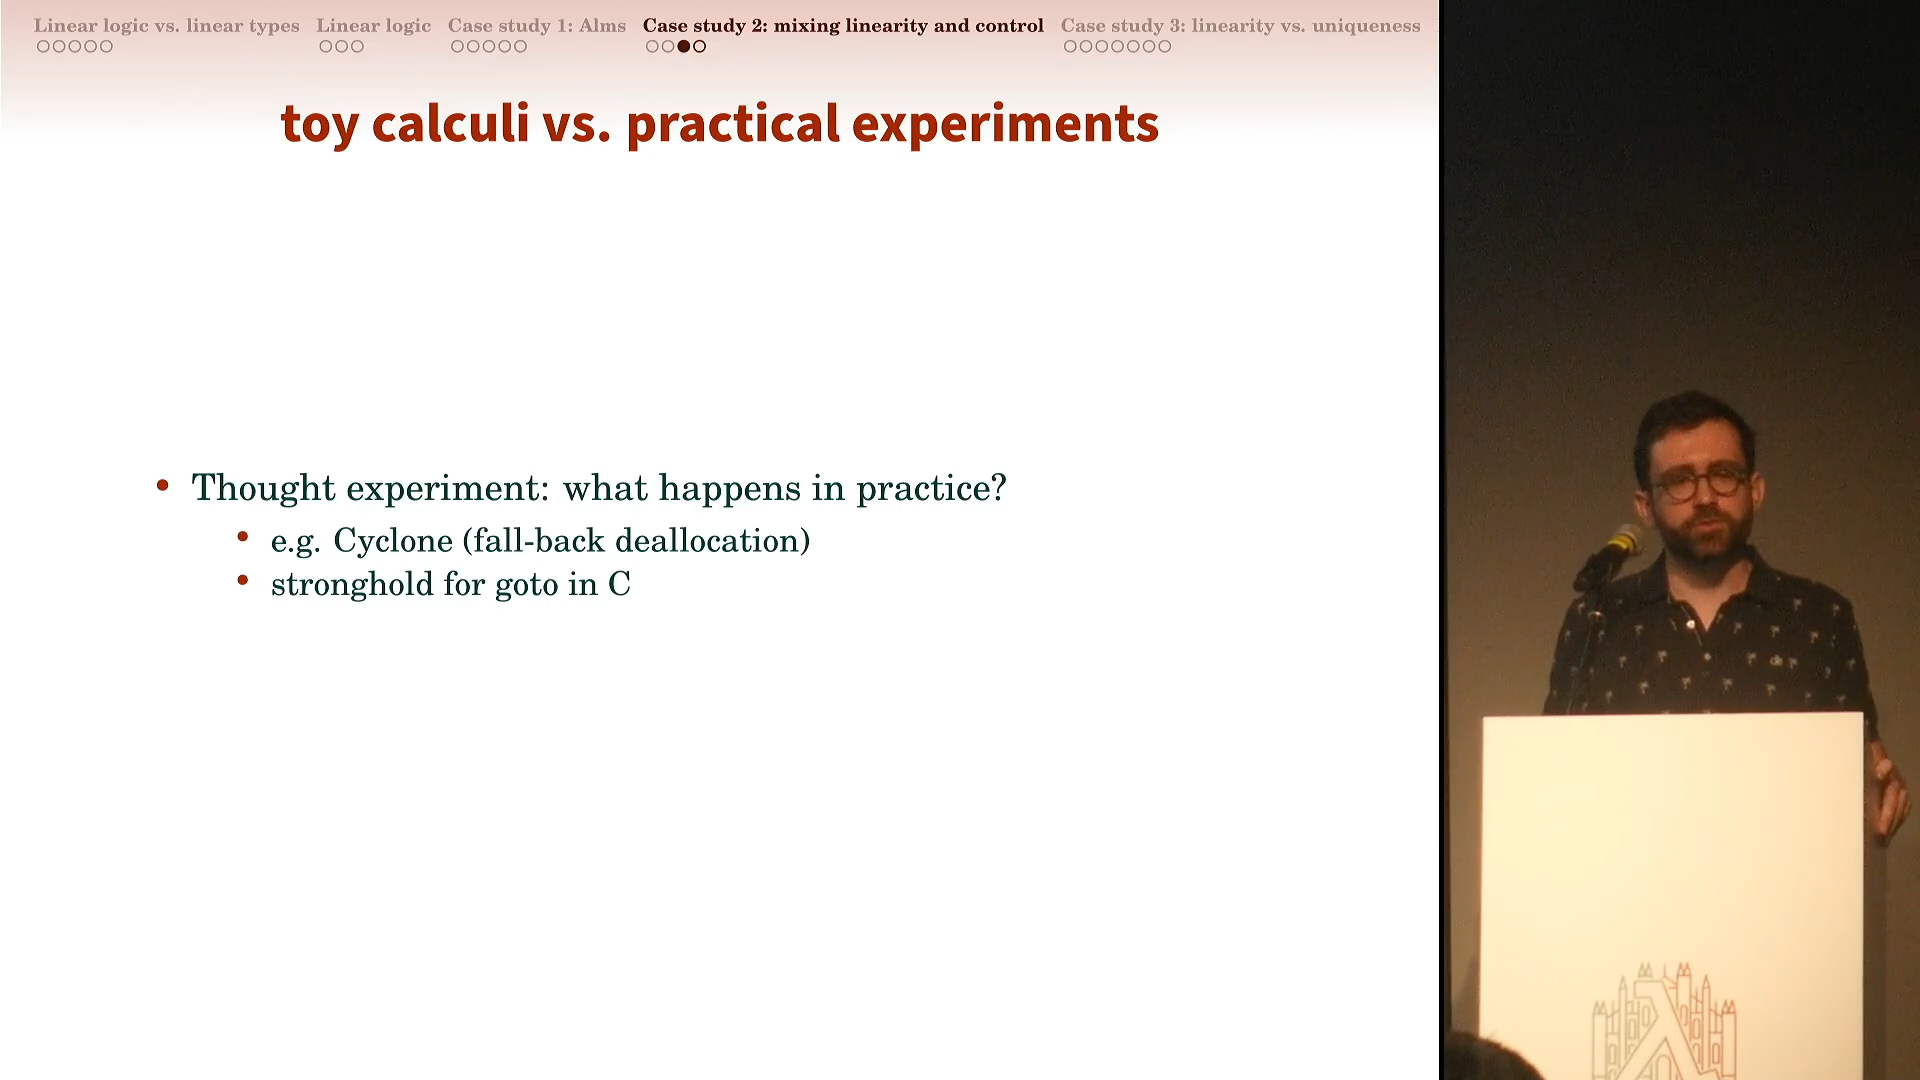 Linear logic vs. linear types Linear logic Case study 1: Alms Case study 2: mixing linearity and control Case study 3: linearity vs. uniqueness
toy calculi vs. practical experiments
• Thought experiment: what happens in practice?
• e.g. Cyclone (fall-back deallocation)
• stronghold for goto in C